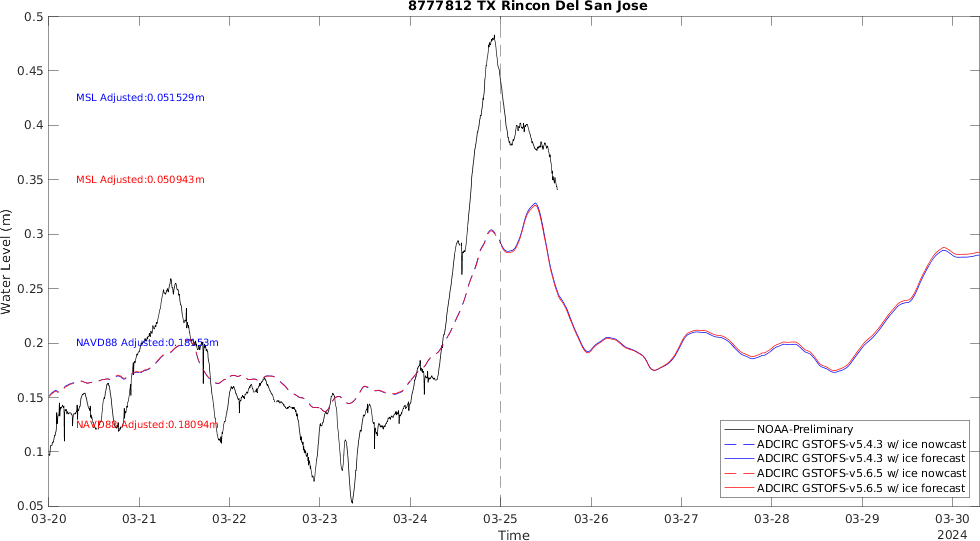 8777812 TX Rincon Del San Jose
0.5
0.45
0.4
0.35
0.3
0.25
0.2
0.15
0.1
0.05
Water Level (m)
MSL Adjusted:0.051529m
MSL Adjusted:0.050943m
NAVD88
NAVD88 Adjusted:0.18094m
NOAA-Preliminary
ADCIRC GSTOFS-v5.4.3 w/ ice nowcast
ADCIRC GSTOFS-v5.4.3 w/ ice forecast
ADCIRC GSTOFS-v5.6.5 w/ ice nowcast
ADCIRC GSTOFS-v5.6.5 w/ ice forecast
03-20 03-21 03-22 03-23 03-24 03-25 03-26 03-27 03-28 03-29 03-30
Time
2024